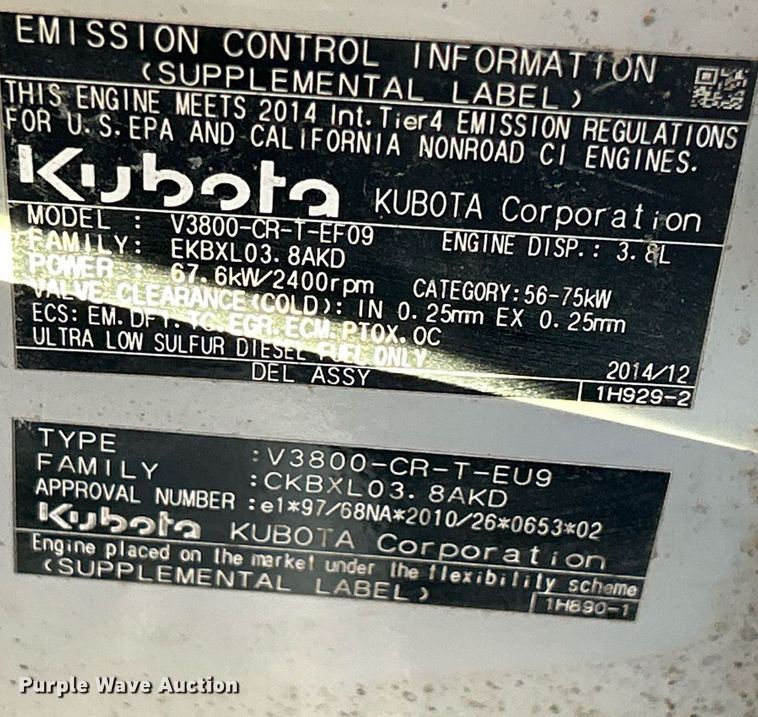 EMISSION CONTROL INFORMATION
(SUPPLEMENTAL LABEL)
THIS ENGINE MEETS 2014 Int.Tier4 EMISSION REGULATIONS
FOR U.S.EPA AND CALIFORNIA NONROAD CI ENGINES.
Kubota KUBOTA Corporation
MODEL : V3800-CR-T-EF09 ENGINE DISP.: 3.8L
FAMILY: EKBXL03.8AKD
POWER : 67.6kW/2400rpm CATEGORY:56-75kW
VALVE CLEARANCE(COLD): IN 0.25mm EX 0.25mm
ECS: EM.DFI.TC.EGR.ECM.PTOX.OC
ULTRA LOW SULFUR DIESEL FUEL ONLY. 2014/12
DEL ASSY 1H929-2
TYPE :V3800-CR-T-EU9
FAMILY :CKBXL03.8AKD
APPROVAL NUMBER :e1*97/68NA*2010/26*0653*02
Kubota KUBOTA Corporation
Engine placed on the market under the flexibility scheme
(SUPPLEMENTAL LABEL) 1H890-1
Purple Wave Auction